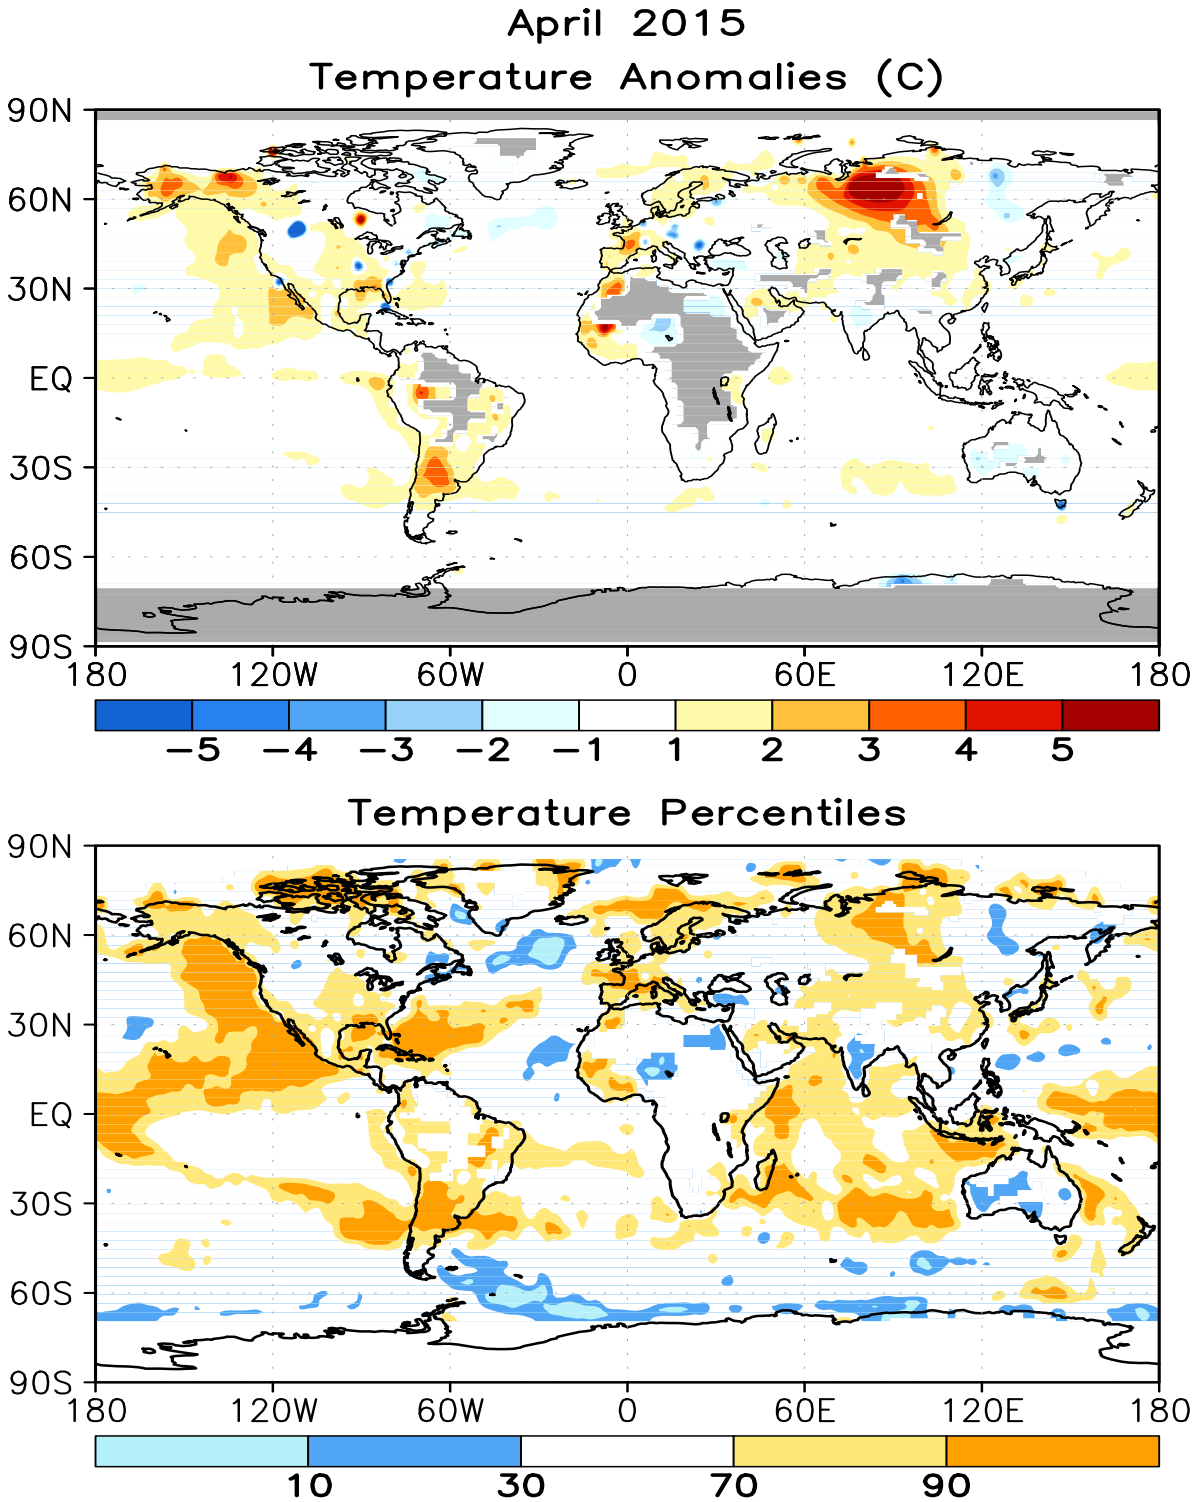 April 2015
Temperature Anomalies (C)
90N
60N
30N
EQ
30S
60S
90S
180 120W 60W 0 60E 120E 180
−5 −4 −3 −2 −1 1 2 3 4 5
Temperature Percentiles
90N
60N
30N
EQ
30S
60S
90S
180 120W 60W 0 60E 120E 180
10 30 70 90